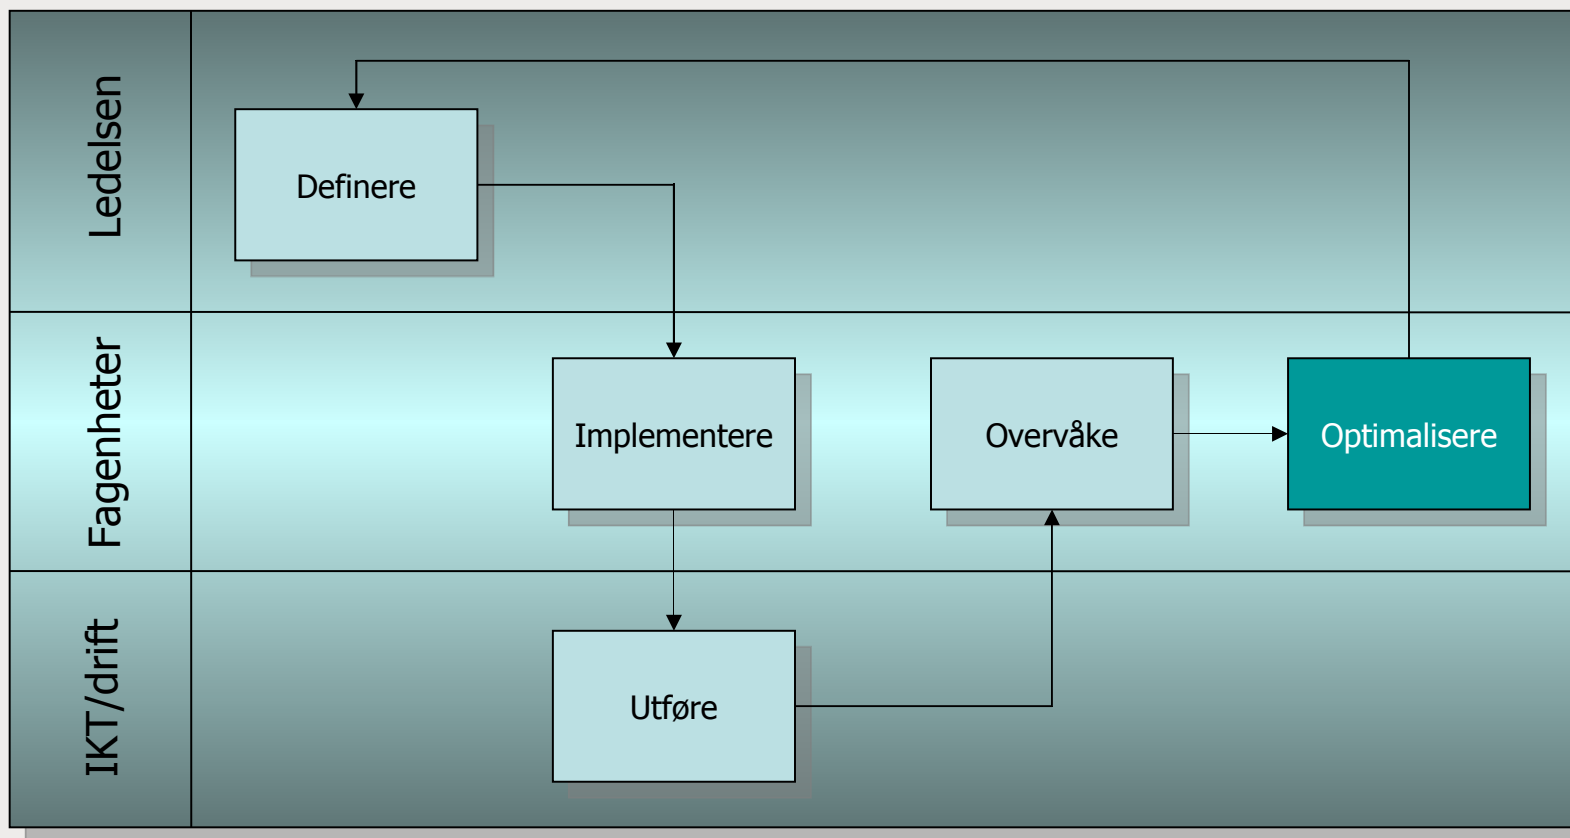 Ledelsen
Definere
Fagenheter
Implementere
Overvåke
Optimalisere
IKT/drift
Utføre